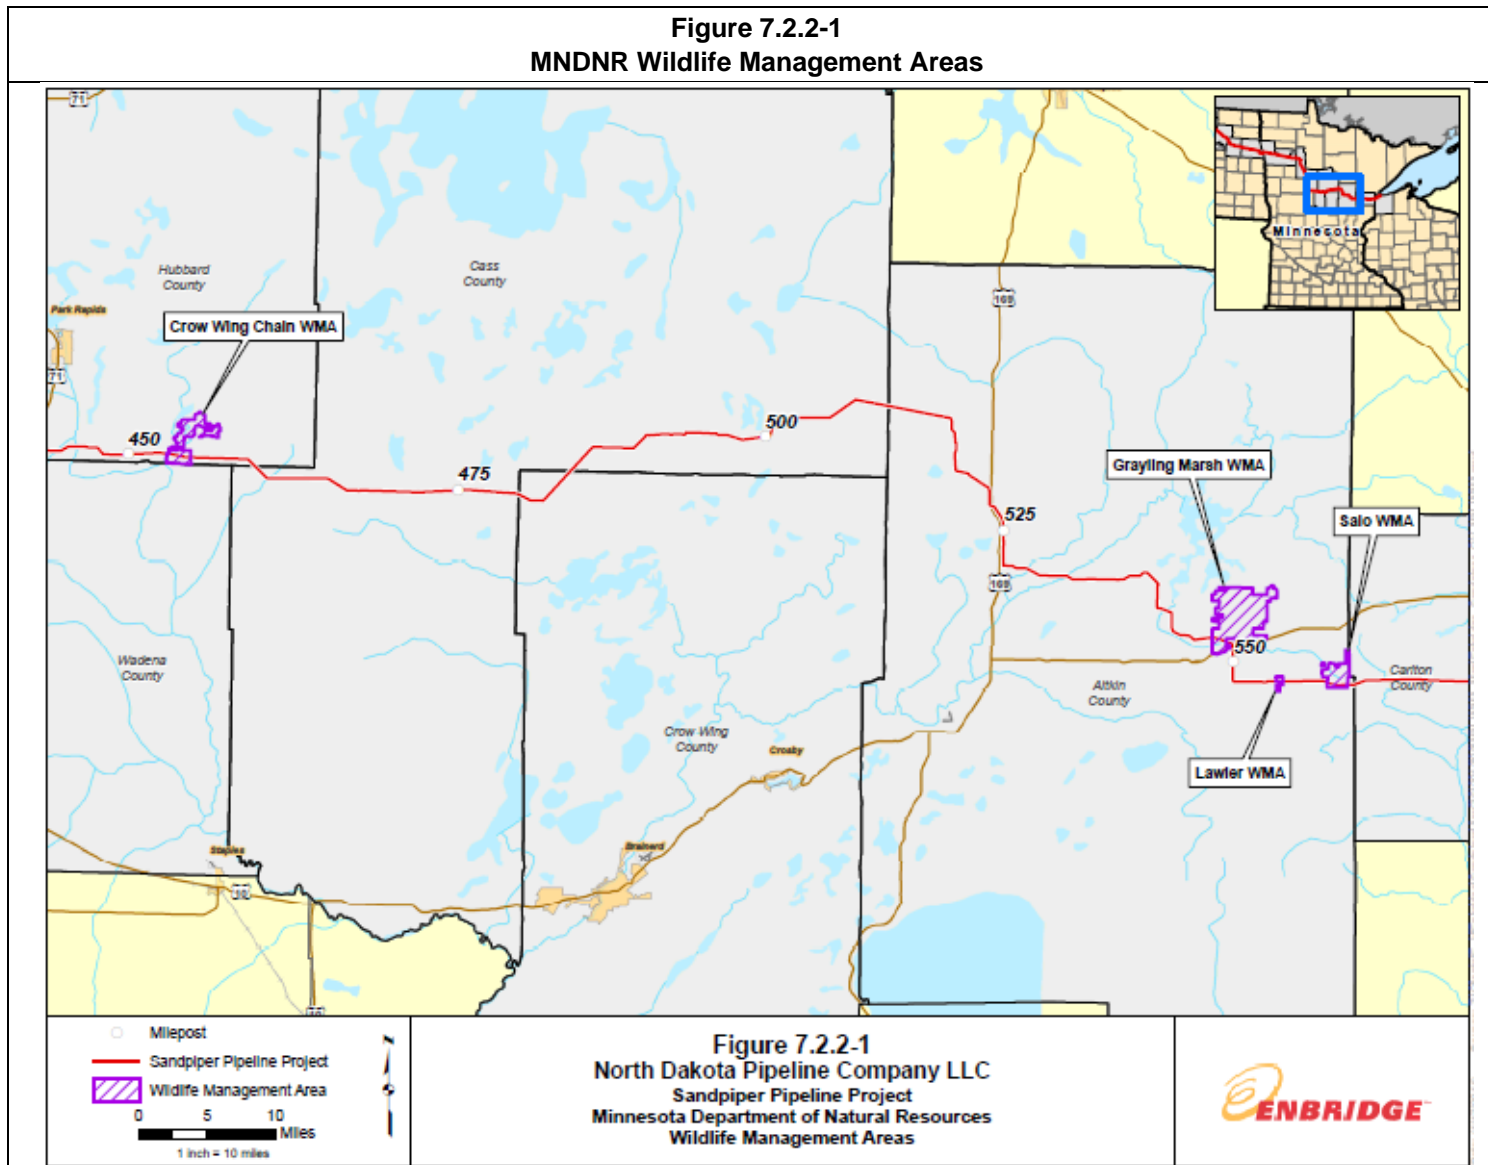 Figure 7.2.2-1
MNDNR Wildlife Management Areas
71
Minnesota
Hubbard
County
Cass
County
169
Park Rapids
Crow Wing Chain WMA
71
450
500
475
Grayling Marsh WMA
525
Salo WMA
169
550
Wadena
County
Aitkin
County
Carlton
County
Crow Wing
County
Crosby
Lawler WMA
Staples
Brainerd
10
Milepost
Sandpiper Pipeline Project
Wildlife Management Area
0 5 10
Miles
1 inch = 10 miles
N
Figure 7.2.2-1
North Dakota Pipeline Company LLC
Sandpiper Pipeline Project
Minnesota Department of Natural Resources
Wildlife Management Areas
ENBRIDGE